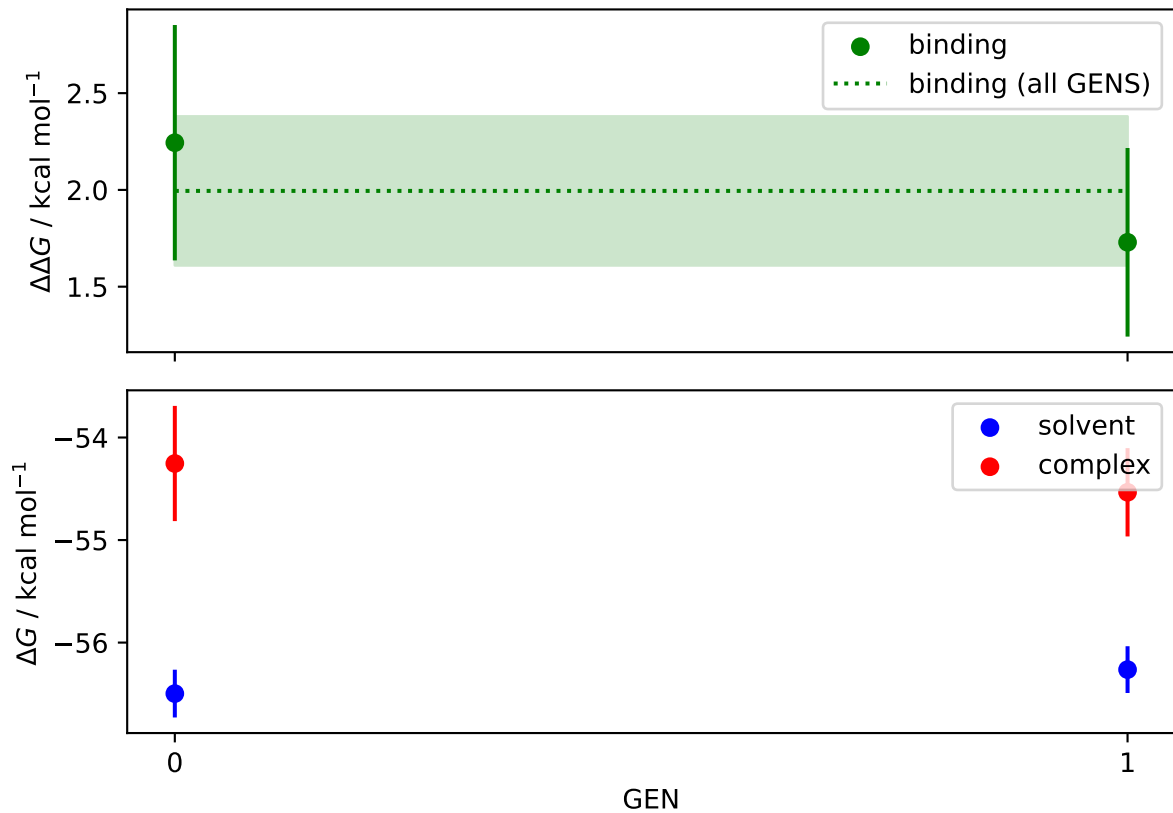 binding
binding (all GENS)
ΔΔG / kcal mol⁻¹
2.5
2.0
1.5
solvent
complex
ΔG / kcal mol⁻¹
−54
−55
−56
0
1
GEN